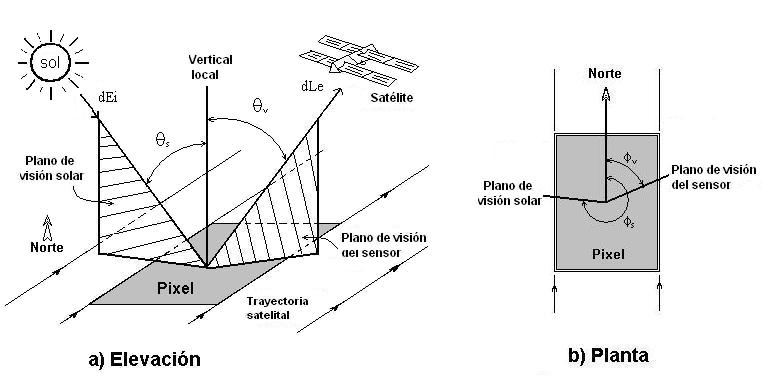 sol
dEi
Vertical
local
dLe
Satélite
θs
θv
Plano de
visión solar
Norte
Plano de visión
del sensor
Pixel
Trayectoria
satelital
a) Elevación
Norte
ϕv
Plano de visión
del sensor
Plano de
visión solar
ϕs
Pixel
b) Planta